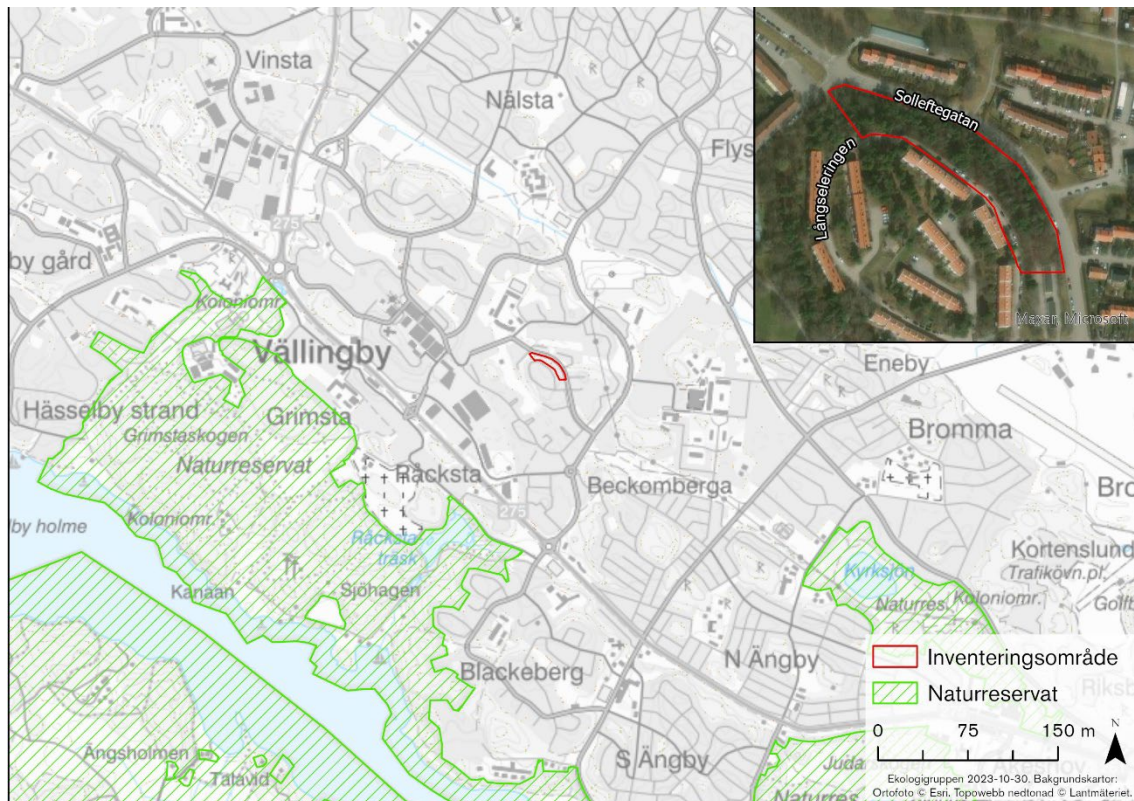 Vinsta
Nälsta
Flys
275
by gård
Koloniomr.
Vällingby
Hässelby strand
Grimsta
Grimstaskogen
Naturreservat
Råcksta
275
Koloniomr.
by holme
Råcksta
träsk
Kanaan
Sjöhagen
Beckomberga
Eneby
Bromma
Bro
Kortenslund
Trafikövn.pl.
Kyrksjön
Naturres.
Koloniomr.
Golfb
Blackeberg
N Ängby
S Ängby
Ängsholmen
Talavid
Riksb
Juda
Åkeshov
Naturres
Solleftegatan
Långseleringen
Maxar, Microsoft
Inventeringsområde
Naturreservat
0 75 150 m
N
Ekologigruppen 2023-10-30. Bakgrundskartor:
Ortofoto © Esri. Topowebb nedtonad © Lantmäteriet.